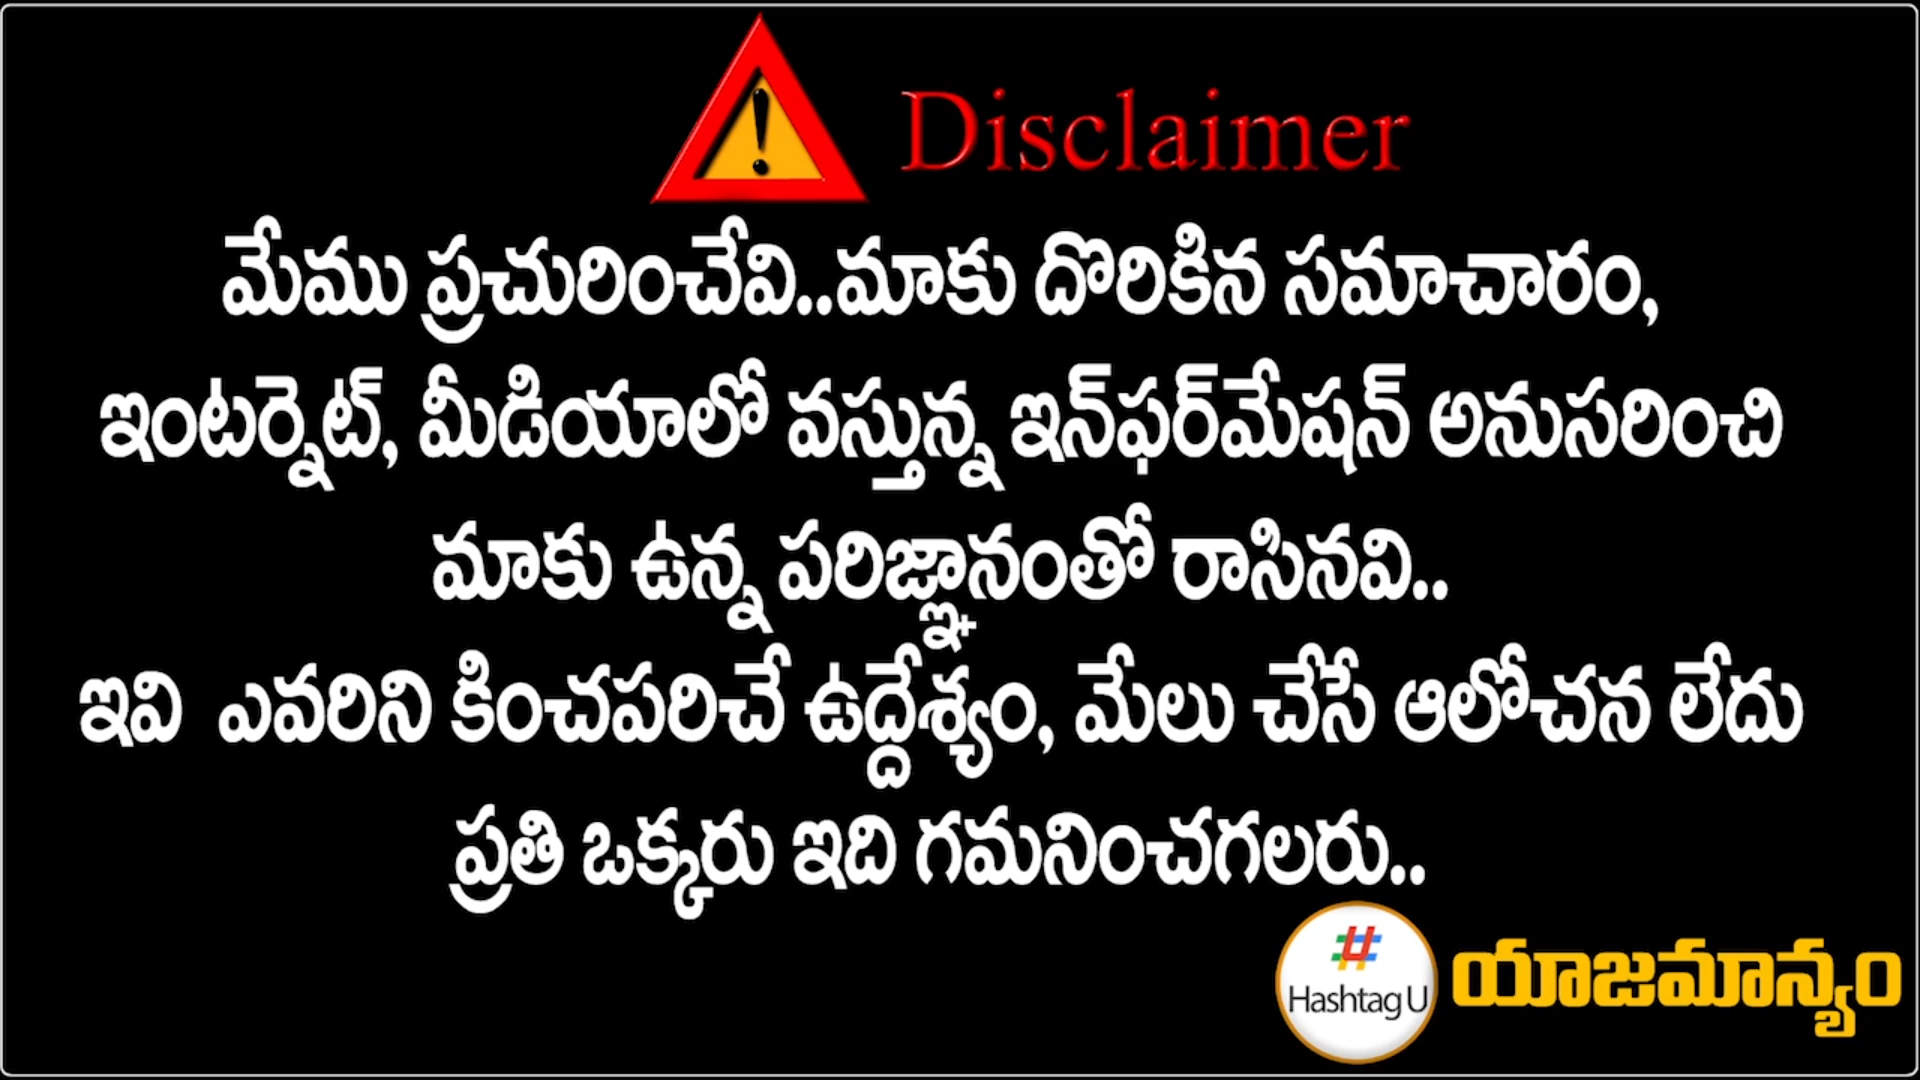 Disclaimer
మేము ప్రచురించేవి..మాకు దొరికిన సమాచారం,
ఇంటర్నెట్, మీడియాలో వస్తున్న ఇన్‌ఫర్‌మేషన్ అనుసరించి
మాకు ఉన్న పరిజ్ఞానంతో రాసినవి..
ఇవి ఎవరిని కించపరిచే ఉద్దేశ్యం, మేలు చేసే ఆలోచన లేదు
ప్రతి ఒక్కరు ఇది గమనించగలరు..
#
Hashtag U
యాజమాన్యం